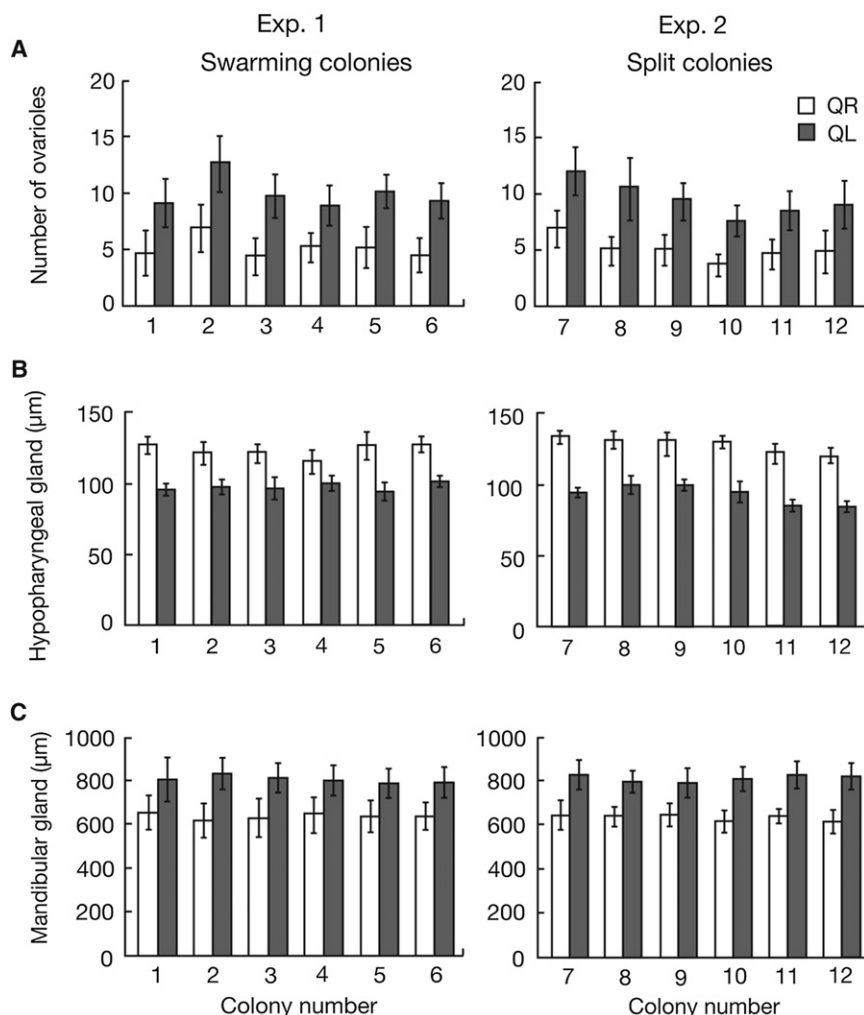 Exp. 1
Exp. 2
A
Swarming colonies
Split colonies
Number of ovarioles
20
15
10
5
0
1 2 3 4 5 6
20
15
10
5
0
7 8 9 10 11 12
QR
QL
B
Hypopharyngeal gland (μm)
150
100
50
0
1 2 3 4 5 6
150
100
50
0
7 8 9 10 11 12
C
Mandibular gland (μm)
1000
800
600
400
200
0
1 2 3 4 5 6
Colony number
1000
800
600
400
200
0
7 8 9 10 11 12
Colony number